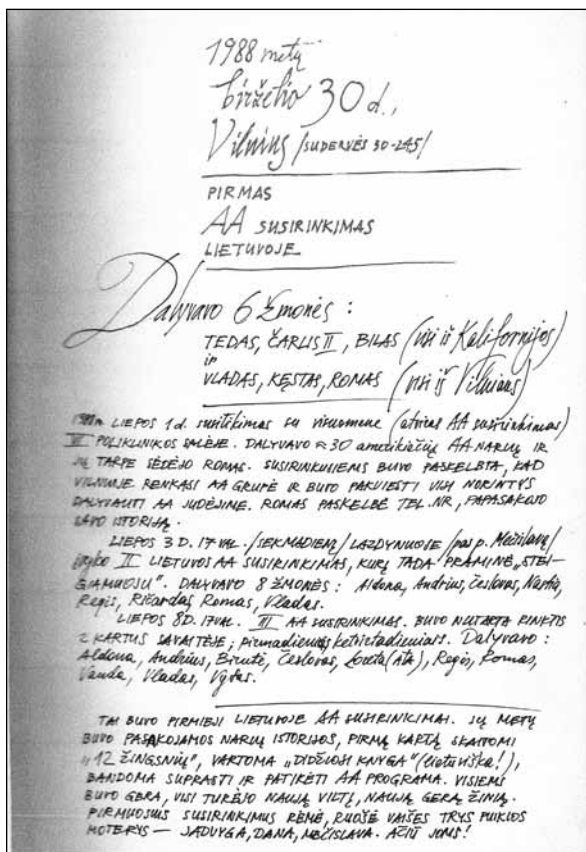 1988 metų
birželio 30 d.,
Vilnius /SUDERVĖS 30-245/
PIRMAS
AA SUSIRINKIMAS
LIETUVOJE
Dalyvavo 6 žmonės:
TEDAS, ČARLIS II, BILAS (visi iš Kalifornijos)
ir
VLADAS, KĘSTAS, ROMAS (visi iš Vilniaus)
1988m. LIEPOS 1 d. susitikimas su visuomene (atviras AA susirinkimas)
VI POLIKLINIKOS SALĖJE. DALYVAVO ≈ 30 amerikiečių AA NARIŲ IR
JŲ TARPE SĖDĖJO ROMAS. SUSIRINKUSIEMS BUVO PASKELBTA, KAD
VILNIUJE RENKASI AA GRUPĖ IR BUVO PAKVIESTI VISI NORINTYS
DALYVAUTI AA JUDĖJIME. ROMAS PASKELBĖ TEL. NR, PAPASAKOJO
SAVO ISTORIJĄ.
LIEPOS 3 D. 17 VAL. /SEKMADIENĮ/ LAZDYNUOSE /pas p. Mečislavą/
įvyko II LIETUVOS AA SUSIRINKIMAS, KURĮ TADA PRAMINĖ „STEI-
GIAMUOSIU". DALYVAVO 8 ŽMONĖS: Aldona, Andrius, Česlovas, Nastia,
Regis, Ričardas, Romas, Vladas.
LIEPOS 8 D. 17 VAL. III AA SUSIRINKIMAS. BUVO NUTARTA RINKTIS
2 KARTUS SAVAITĖJE; pirmadieniais, ketvirtadieniais. Dalyvavo:
Aldona, Andrius, Birutė, Česlovas, Loreta (Ata), Regis, Romas,
Vanda, Vladas, Vytas.
TAI BUVO PIRMIEJI LIETUVOJE AA SUSIRINKIMAI. JŲ METU
BUVO PASAKOJAMOS NARIŲ ISTORIJOS, PIRMĄ KARTĄ SKAITOMI
„12 ŽINGSNIŲ", VARTOMA „DIDŽIOJI KNYGA" (lietuviška!),
BANDOMA SUPRASTI IR PATIKĖTI AA PROGRAMA. VISIEMS
BUVO GERA, VISI TURĖJO NAUJĄ VILTĮ, NAUJĄ GERĄ ŽINIĄ.
PIRMUOSIUS SUSIRINKIMUS RĖMĖ, RUOŠĖ VAIŠES TRYS PUIKIOS
MOTERYS — JADVYGA, DANA, MEČISLAVA. AČIŪ JOMS!